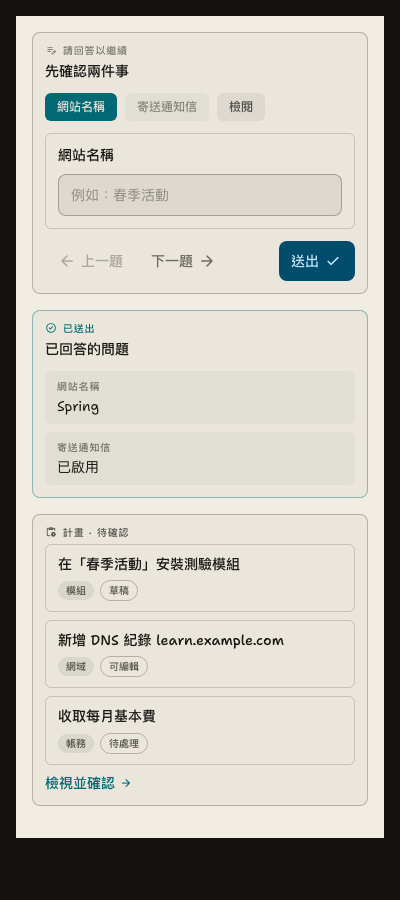 請回答以繼續
先確認兩件事
網站名稱 寄送通知信 檢閱
網站名稱
例如：春季活動
上一題 下一題 送出
已送出
已回答的問題
網站名稱
Spring
寄送通知信
已啟用
計畫 · 待確認
在「春季活動」安裝測驗模組
模組 草稿
新增 DNS 紀錄 learn.example.com
網域 可編輯
收取每月基本費
帳務 待處理
檢視並確認